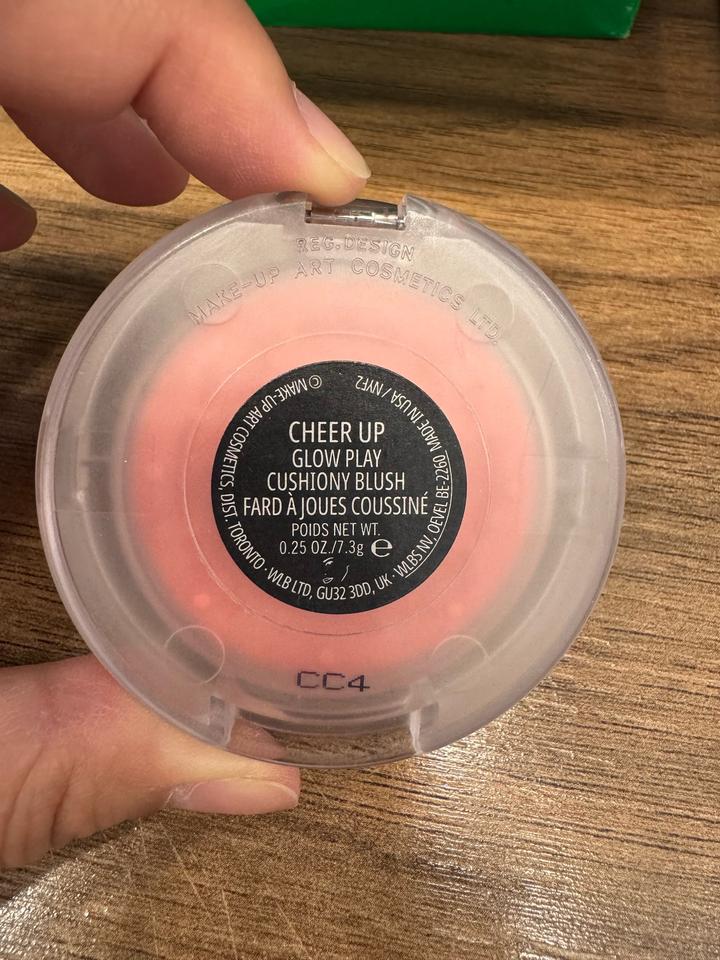 REG. DESIGN
MAKE-UP ART COSMETICS LTD.
CHEER UP
GLOW PLAY
CUSHIONY BLUSH
FARD À JOUES COUSSINÉ
POIDS NET WT.
0.25 OZ./7.3g ℮
© MAKE-UP ART COSMETICS, DIST. TORONTO · WLB LTD, GU32 3DD, UK · WLBS NV, OEVEL BE-2260 MADE IN USA / NYF2
CC4